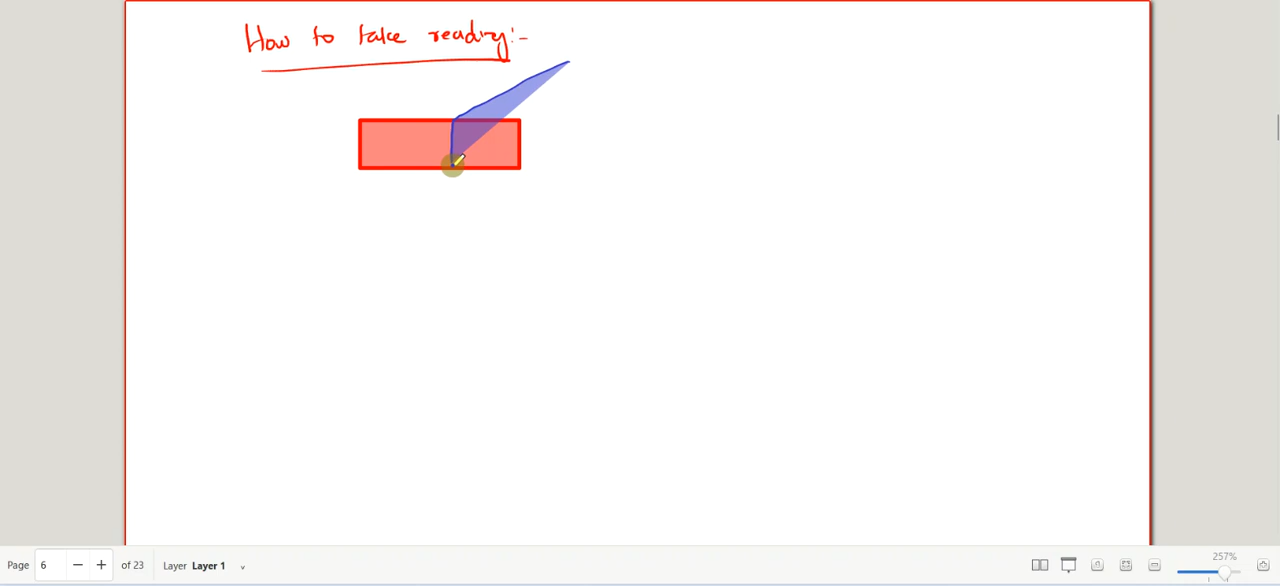 How to take reading:-
Page 6 of 23 Layer Layer 1 257%